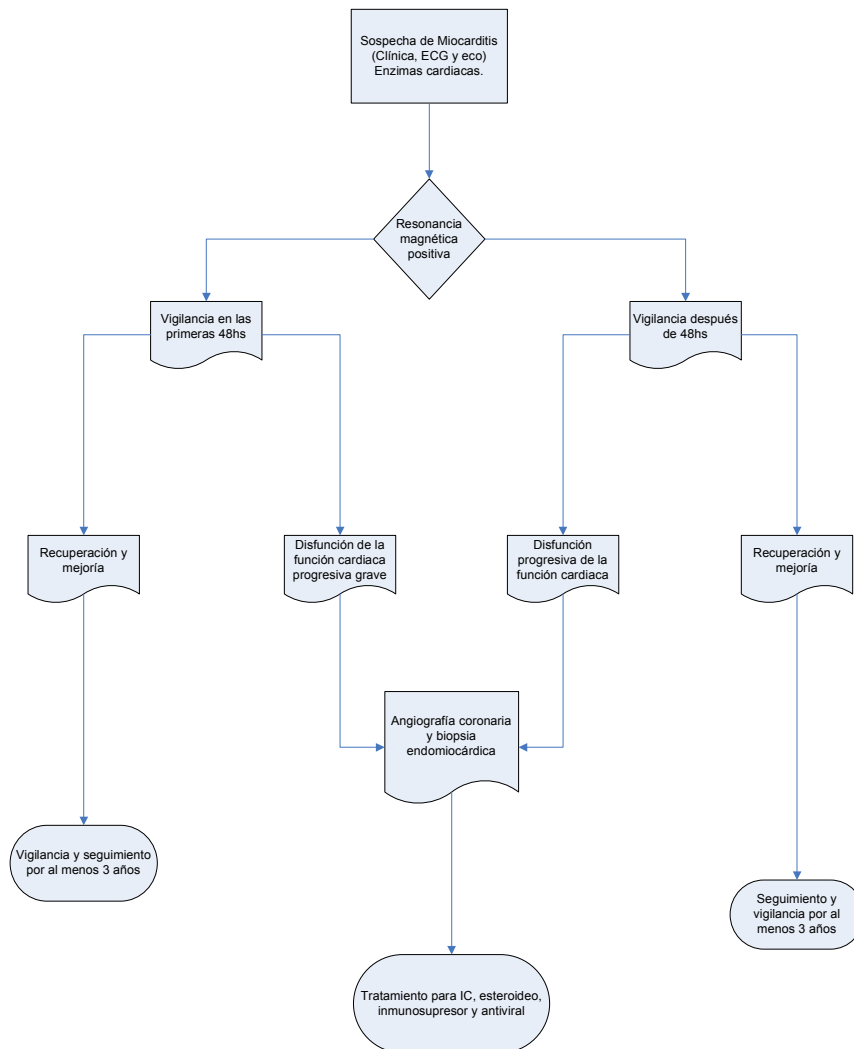 Sospecha de Miocarditis
(Clínica, ECG y eco)
Enzimas cardiacas.
Resonancia
magnética
positiva
Vigilancia en las
primeras 48hs
Vigilancia después
de 48hs
Recuperación y
mejoría
Disfunción de la
función cardiaca
progresiva grave
Disfunción
progresiva de la
función cardiaca
Recuperación y
mejoría
Angiografía coronaria
y biopsia
endomiocárdica
Vigilancia y seguimiento
por al menos 3 años
Seguimiento y
vigilancia por al
menos 3 años
Tratamiento para IC, esteroideo,
inmunosupresor y antiviral